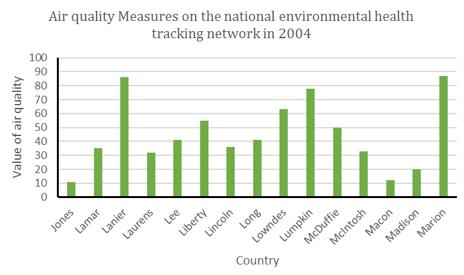 Air quality Measures on the national environmental health
tracking network in 2004
Value of air quality
100
90
80
70
60
50
40
30
20
10
0
Jones
Lamar
Lanier
Laurens
Lee
Liberty
Lincoln
Long
Lowndes
Lumpkin
McDuffie
McIntosh
Macon
Madison
Marion
Country